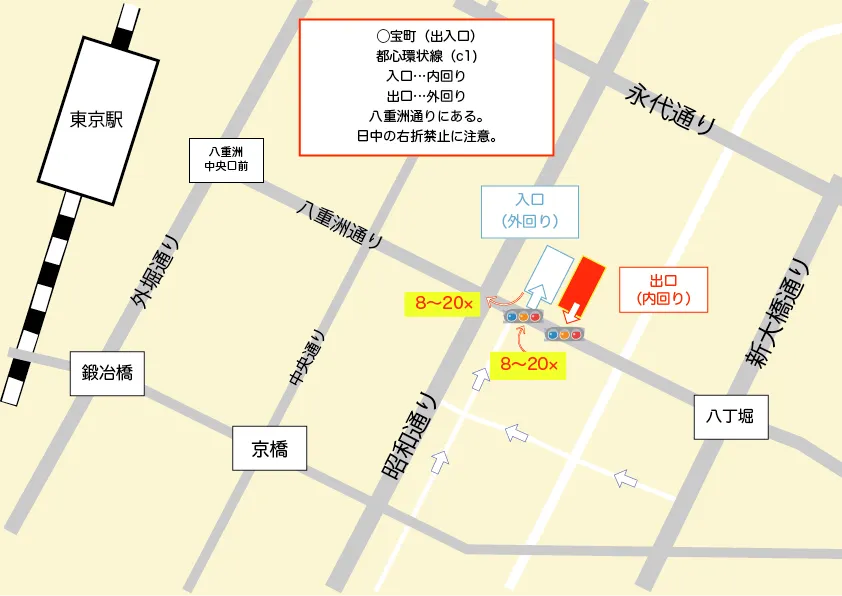 ◯宝町（出入口）
都心環状線（c1）
入口…内回り
出口…外回り
八重洲通りにある。
日中の右折禁止に注意。
東京駅
永代通り
八重洲
中央口前
八重洲通り
入口
（外回り）
外堀通り
出口
（内回り）
8〜20×
新大橋通り
中央通り
8〜20×
鍛冶橋
昭和通り
八丁堀
京橋